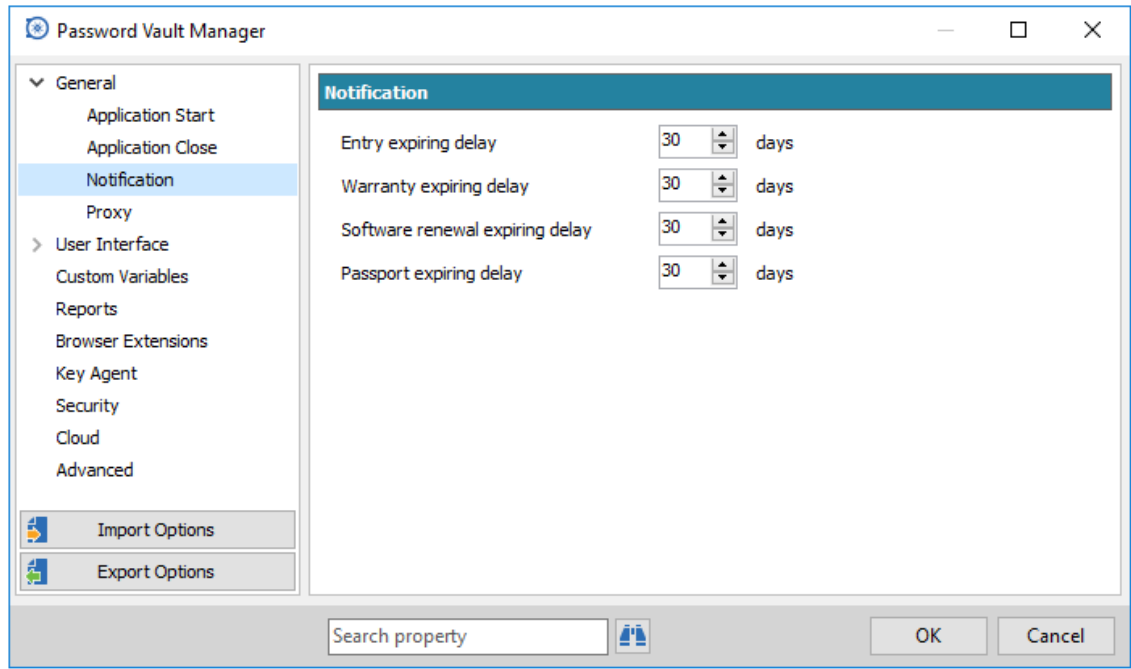 Password Vault Manager
General
Application Start
Application Close
Notification
Proxy
User Interface
Custom Variables
Reports
Browser Extensions
Key Agent
Security
Cloud
Advanced
Import Options
Export Options
Notification
Entry expiring delay 30 days
Warranty expiring delay 30 days
Software renewal expiring delay 30 days
Passport expiring delay 30 days
Search property
OK
Cancel